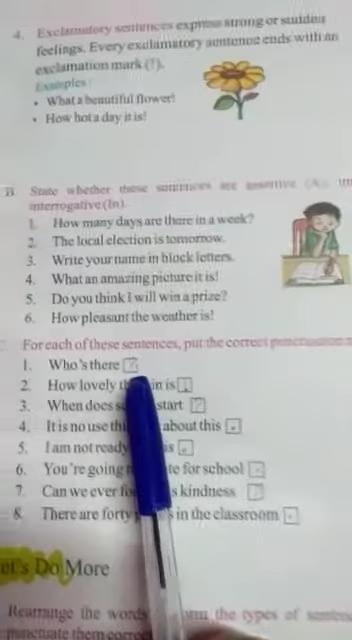 4. Exclamatory sentences express strong or sudden
feelings. Every exclamatory sentence ends with an
exclamation mark (!).
Examples:
• What a beautiful flower!
• How hot a day it is!
B. State whether these sentences are assertive (A), im
interrogative (In).
1. How many days are there in a week?
2. The local election is tomorrow.
3. Write your name in block letters.
4. What an amazing picture it is!
5. Do you think I will win a prize?
6. How pleasant the weather is!
C. For each of these sentences, put the correct punctuation
1. Who's there ?
2. How lovely in is !
3. When does start ?
4. It is no use about this .
5. I am not ready .
6. You're going te for school .
7. Can we ever s kindness ?
8. There are forty s in the classroom .
et's Do More
Rearrange the words the types of
punctuate them